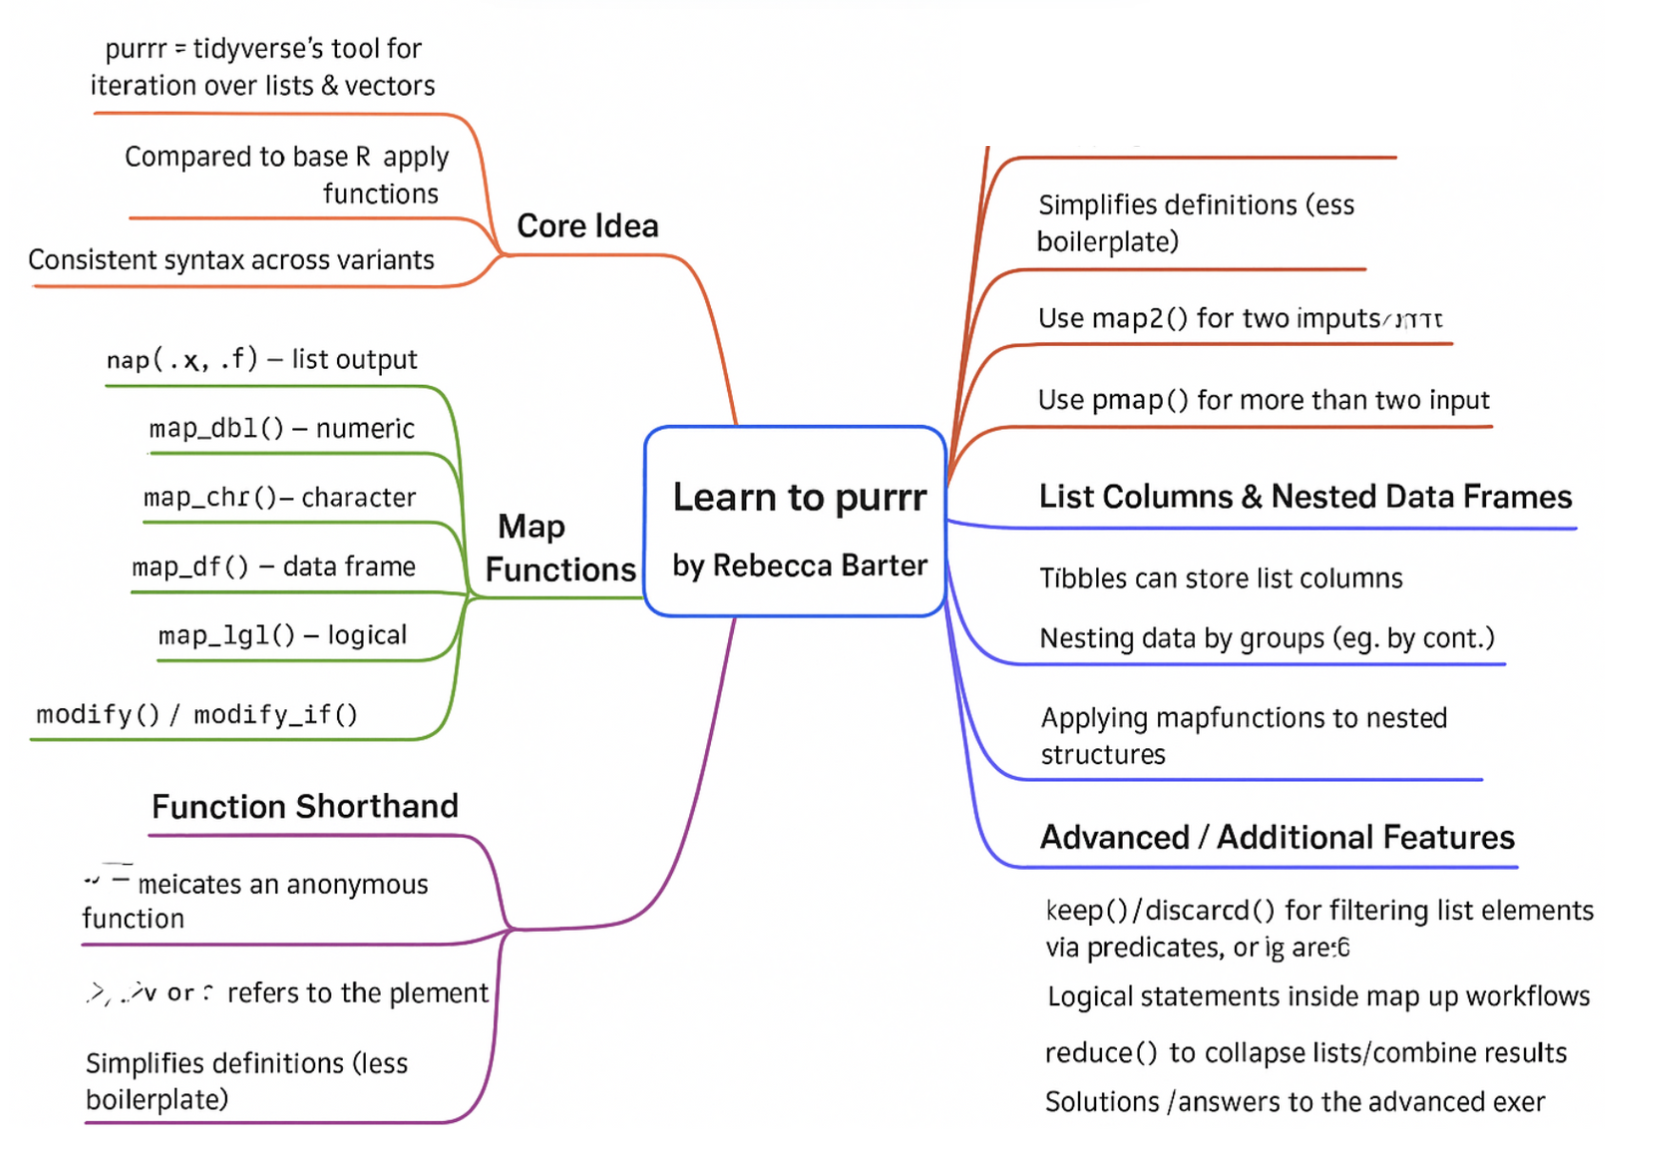 purrr = tidyverse’s tool for
iteration over lists & vectors
Compared to base R apply
functions
Core Idea
Consistent syntax across variants
nap(.x, .f) – list output
map_dbl() – numeric
map_chr()– character
Map
Functions
map_df() – data frame
map_lgl() – logical
modify() / modify_if()
Function Shorthand
meicates an anonymous
function
or refers to the plement
Simplifies definitions (less
boilerplate)
Learn to purrr
by Rebecca Barter
Simplifies definitions (ess
boilerplate)
Use map2() for two imputs
Use pmap() for more than two input
List Columns & Nested Data Frames
Tibbles can store list columns
Nesting data by groups (eg. by cont.)
Applying mapfunctions to nested
structures
Advanced / Additional Features
keep()/discarcd() for filtering list elements
via predicates, or ig are:6
Logical statements inside map up workflows
reduce() to collapse lists/combine results
Solutions /answers to the advanced exer